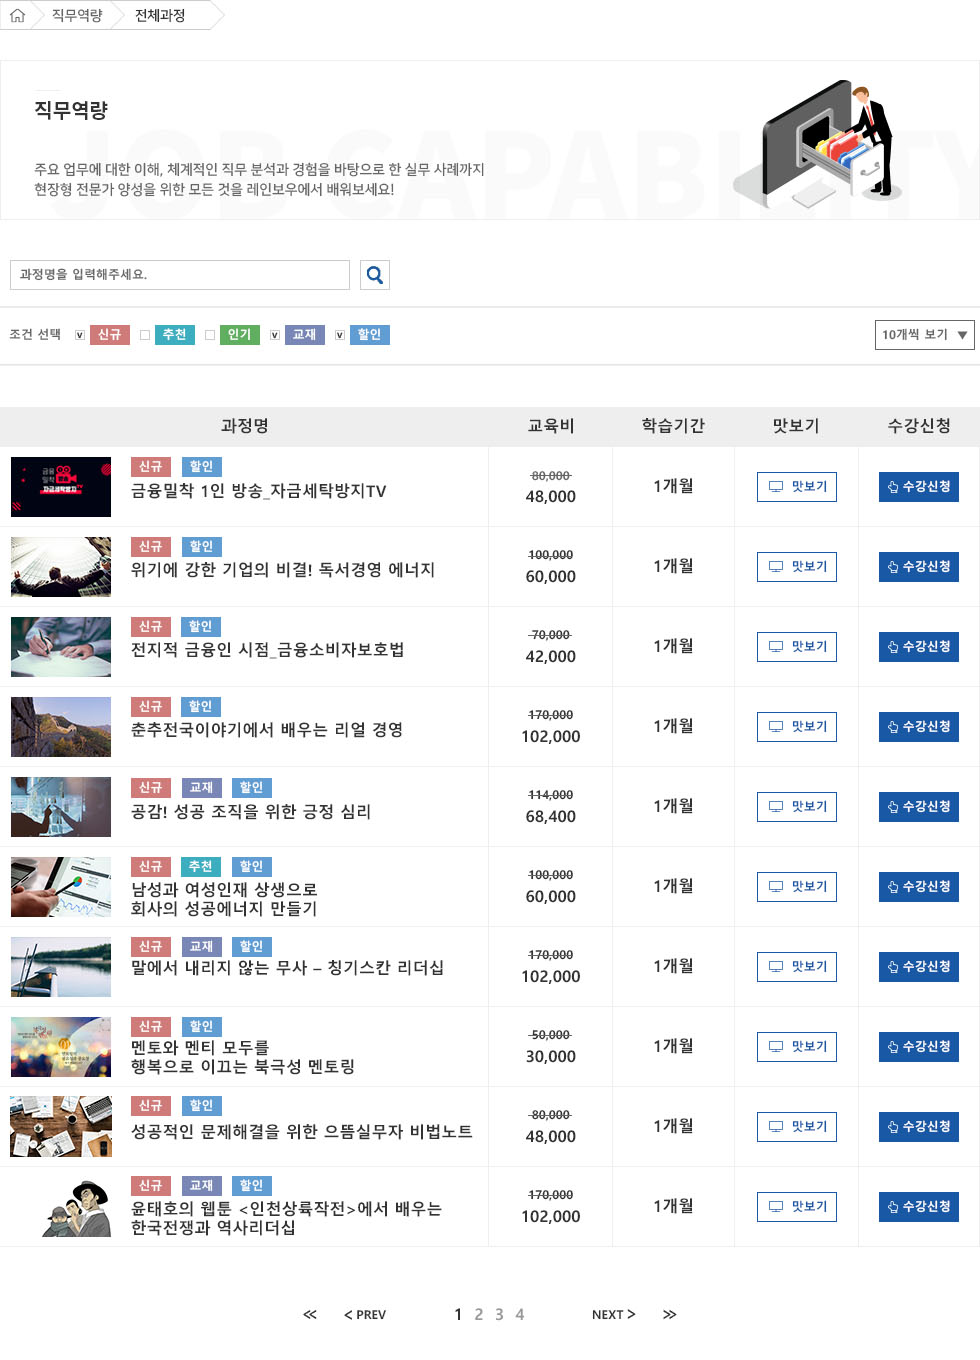 직무역량 전체과정
직무역량
JOB CAPABILITY
주요 업무에 대한 이해, 체계적인 직무 분석과 경험을 바탕으로 한 실무 사례까지
현장형 전문가 양성을 위한 모든 것을 레인보우에서 배워보세요!
과정명을 입력해주세요.
조건 선택 v 신규 추천 인기 v 교재 v 할인 10개씩 보기 ▼
과정명 교육비 학습기간 맛보기 수강신청
신규 할인
금융밀착 1인 방송_자금세탁방지TV
80,000
48,000
1개월 맛보기 수강신청
금융
밀착
자금세탁방지TV
신규 할인
위기에 강한 기업의 비결! 독서경영 에너지
100,000
60,000
1개월 맛보기 수강신청
신규 할인
전지적 금융인 시점_금융소비자보호법
70,000
42,000
1개월 맛보기 수강신청
신규 할인
춘추전국이야기에서 배우는 리얼 경영
170,000
102,000
1개월 맛보기 수강신청
신규 교재 할인
공감! 성공 조직을 위한 긍정 심리
114,000
68,400
1개월 맛보기 수강신청
신규 추천 할인
남성과 여성인재 상생으로
회사의 성공에너지 만들기
100,000
60,000
1개월 맛보기 수강신청
신규 교재 할인
말에서 내리지 않는 무사 – 칭기스칸 리더십
170,000
102,000
1개월 맛보기 수강신청
신규 할인
멘토와 멘티 모두를
행복으로 이끄는 북극성 멘토링
50,000
30,000
1개월 맛보기 수강신청
신규 할인
성공적인 문제해결을 위한 으뜸실무자 비법노트
80,000
48,000
1개월 맛보기 수강신청
신규 교재 할인
윤태호의 웹툰 <인천상륙작전>에서 배우는
한국전쟁과 역사리더십
170,000
102,000
1개월 맛보기 수강신청
≪ < PREV 1 2 3 4 NEXT > ≫